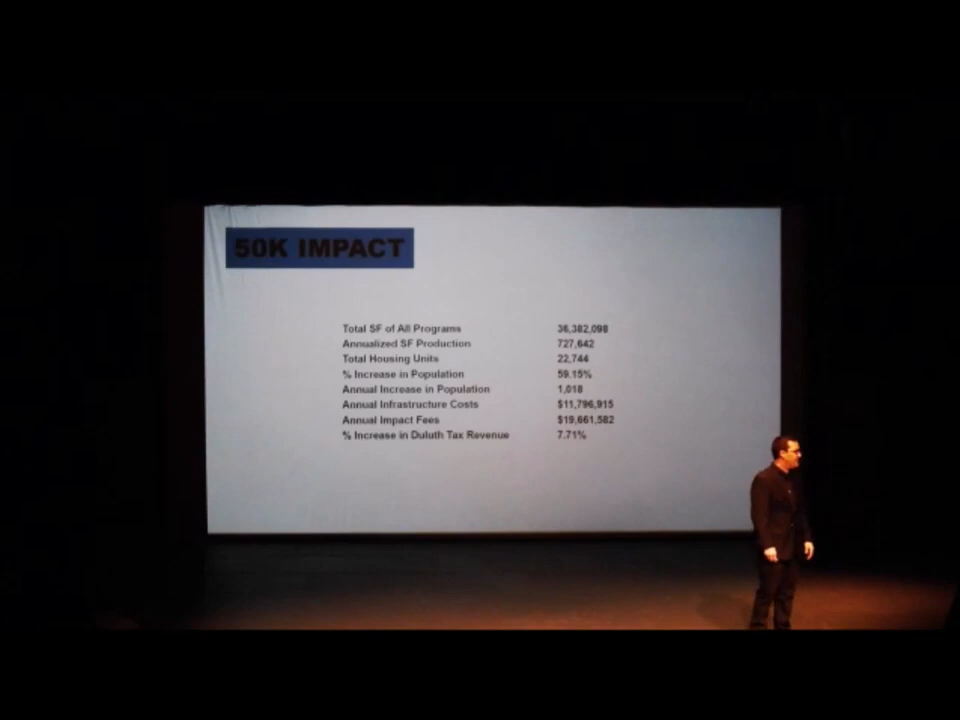 50K IMPACT
Total SF of All Programs 36,382,098
Annualized SF Production 727,642
Total Housing Units 22,744
% Increase in Population 59.15%
Annual Increase in Population 1,018
Annual Infrastructure Costs $11,796,915
Annual Impact Fees $19,661,582
% Increase in Duluth Tax Revenue 7.71%